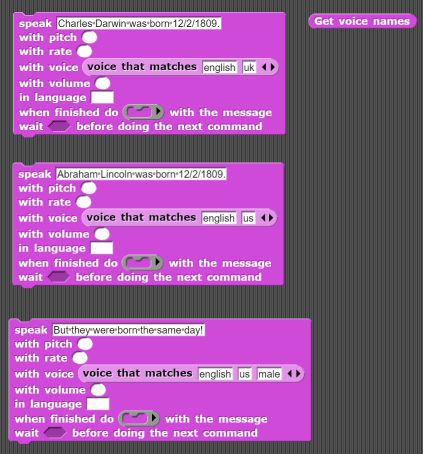 speak Charles Darwin was born 12/2/1809.
with pitch
with rate
with voice voice that matches english uk
with volume
in language
when finished do with the message
wait before doing the next command
Get voice names
speak Abraham Lincoln was born 12/2/1809.
with pitch
with rate
with voice voice that matches english us
with volume
in language
when finished do with the message
wait before doing the next command
speak But they were born the same day!
with pitch
with rate
with voice voice that matches english us male
with volume
in language
when finished do with the message
wait before doing the next command